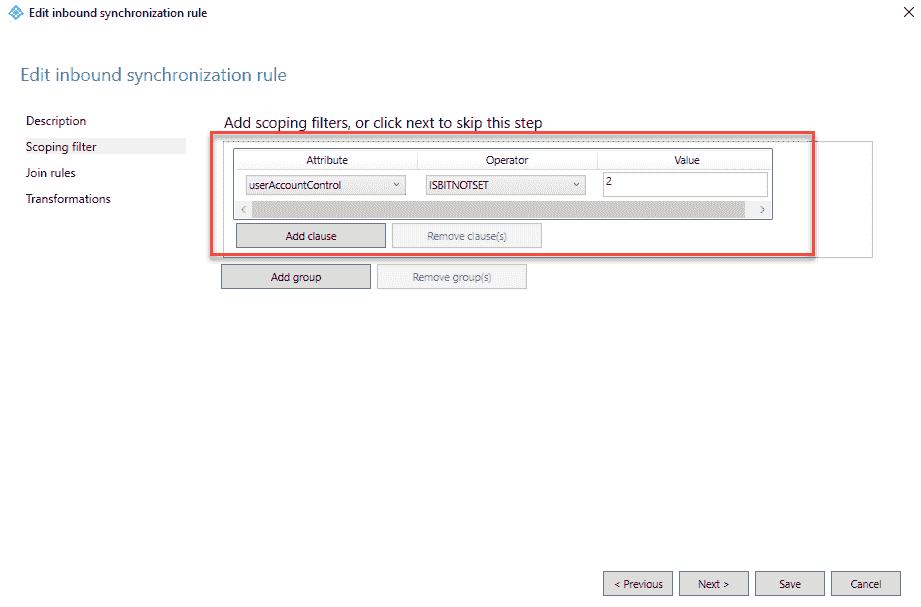 Edit inbound synchronization rule
Edit inbound synchronization rule
Description
Scoping filter
Join rules
Transformations
Add scoping filters, or click next to skip this step
Attribute Operator Value
userAccountControl ISBITNOTSET 2
Add clause Remove clause(s)
Add group Remove group(s)
< Previous Next > Save Cancel